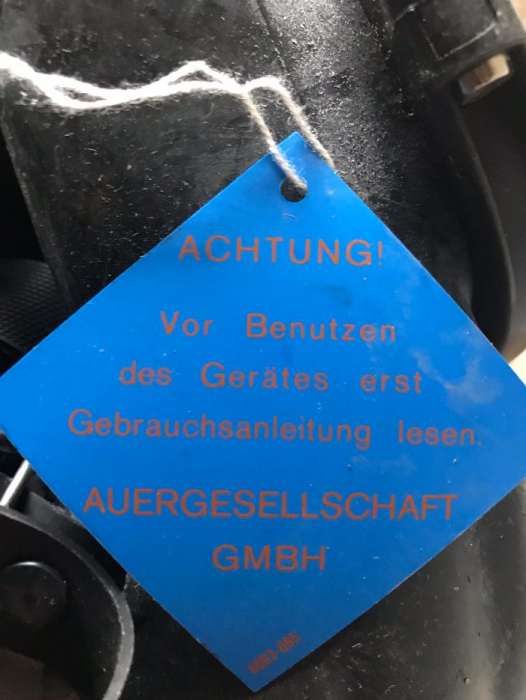 ACHTUNG!
Vor Benutzen
des Gerätes erst
Gebrauchsanleitung lesen.
AUERGESELLSCHAFT
GMBH